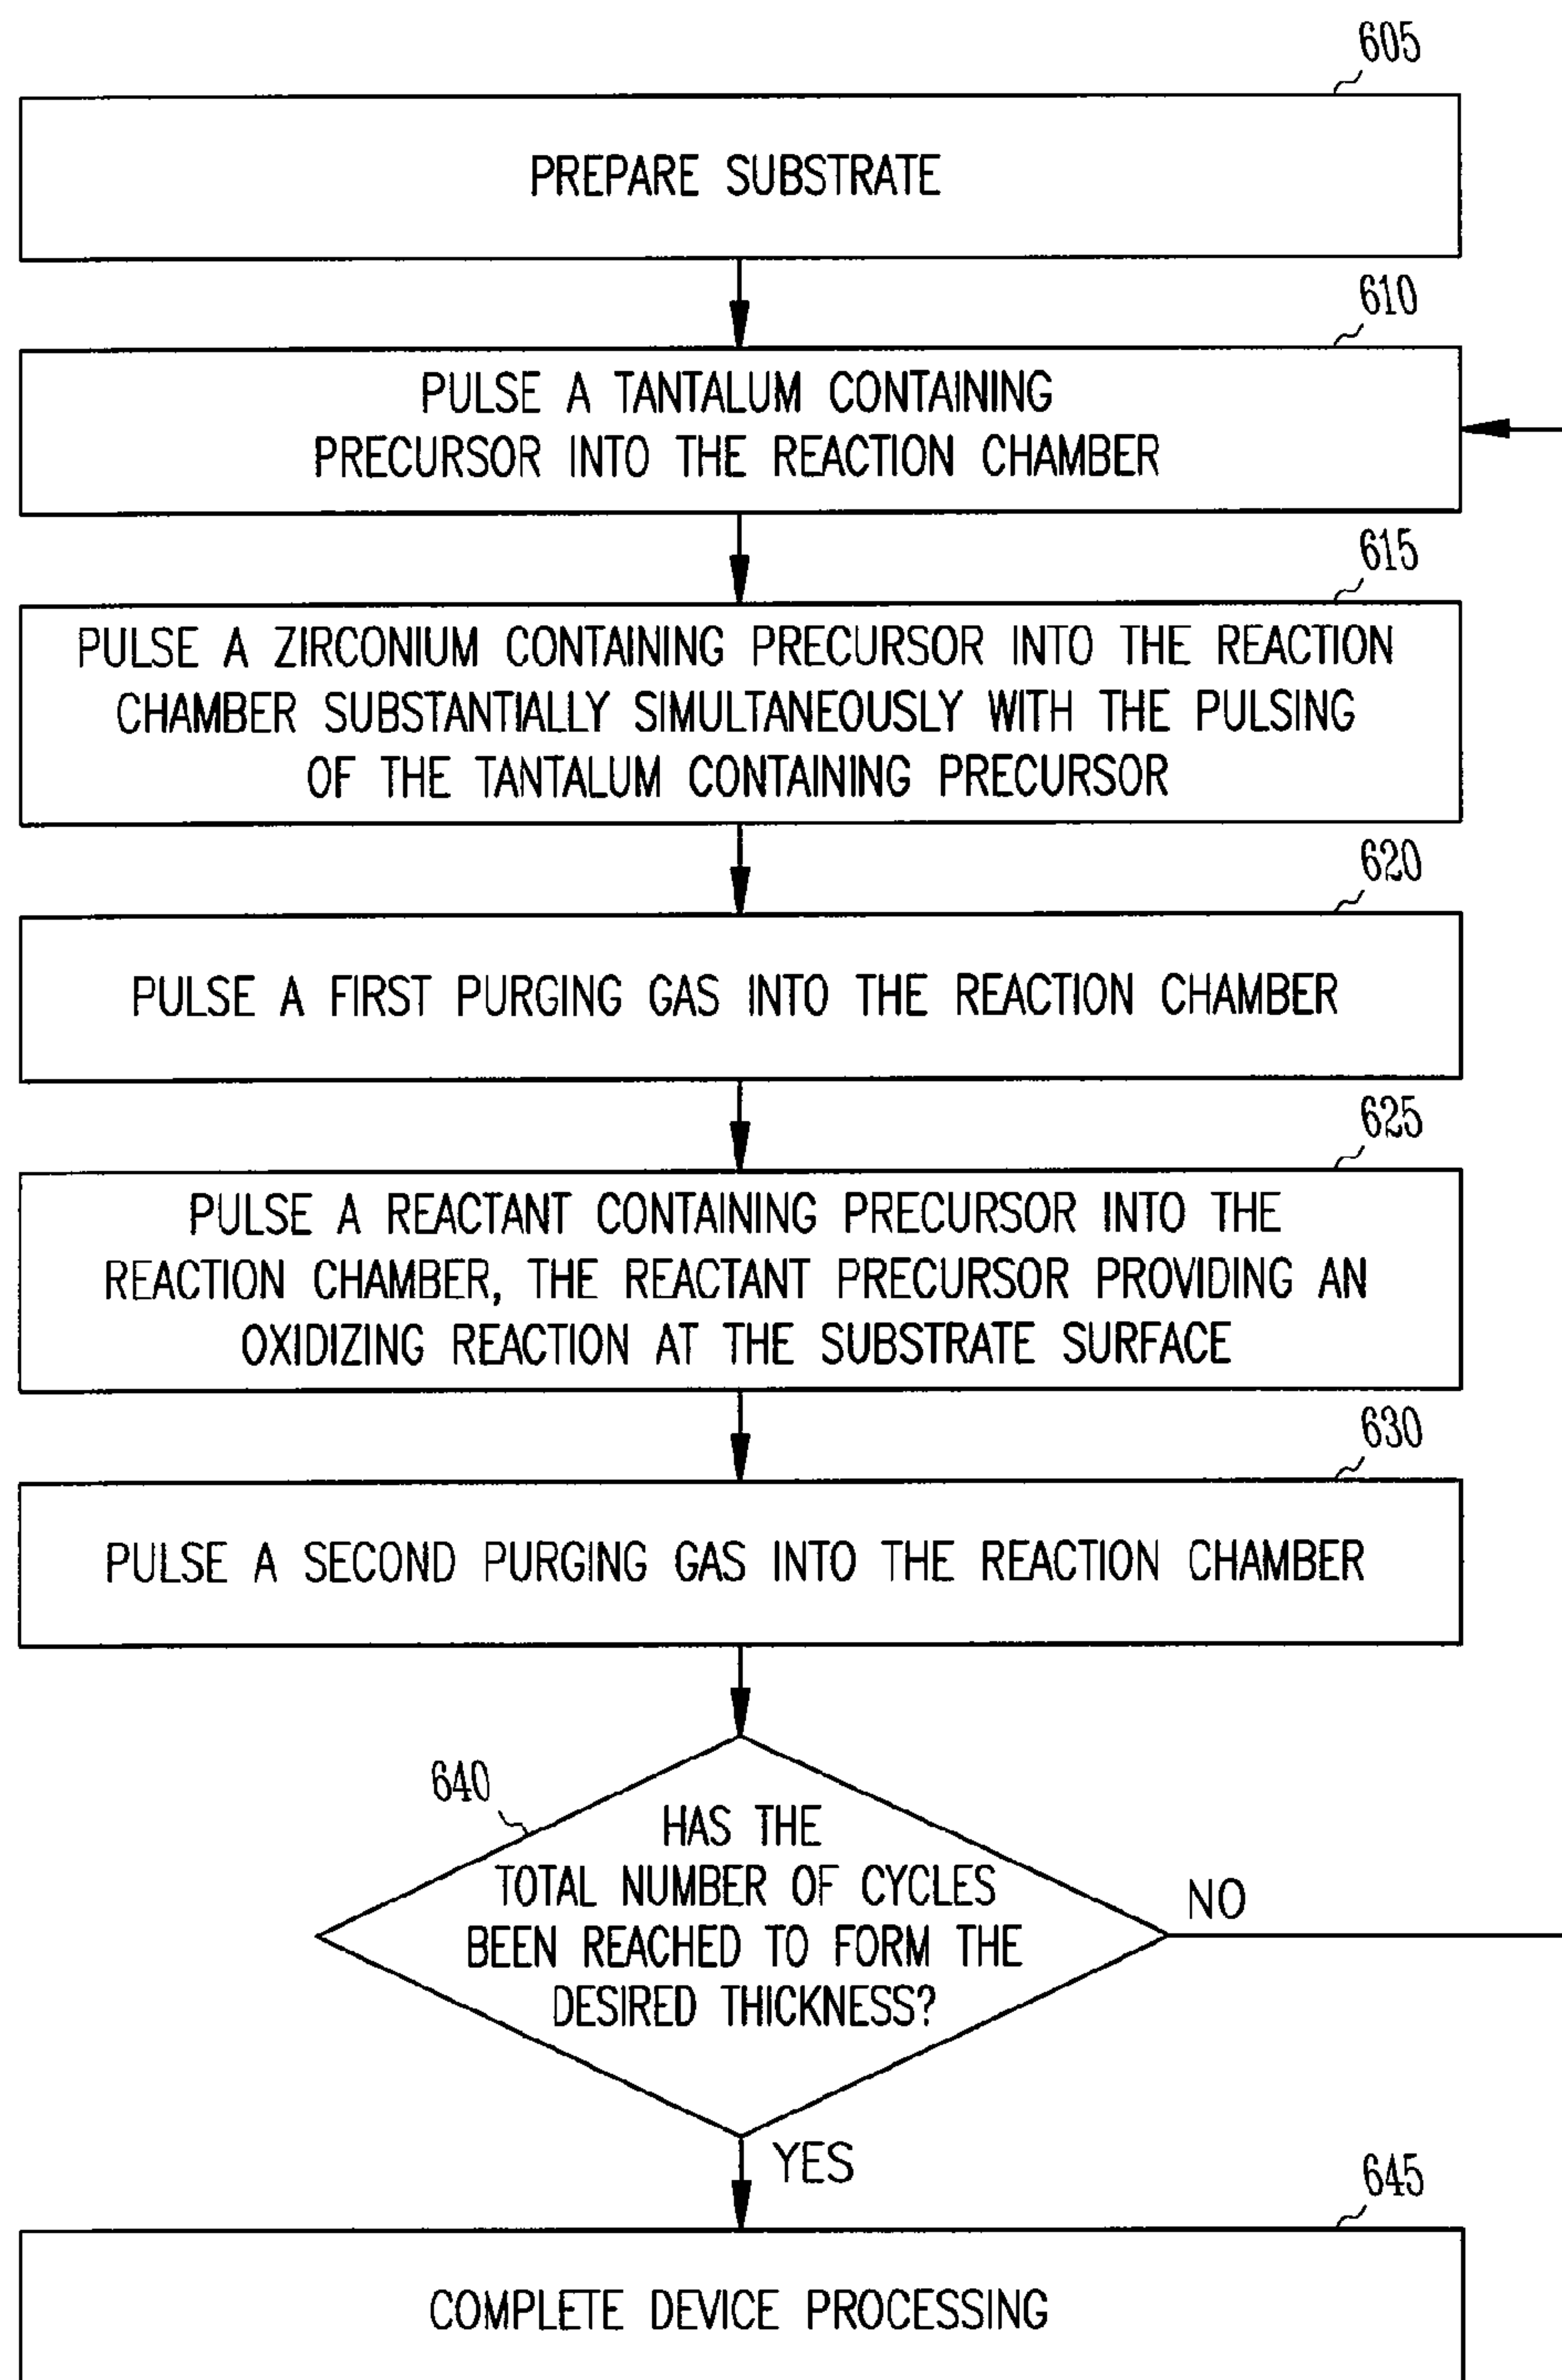 605
PREPARE SUBSTRATE
610
PULSE A TANTALUM CONTAINING
PRECURSOR INTO THE REACTION CHAMBER
615
PULSE A ZIRCONIUM CONTAINING PRECURSOR INTO THE REACTION
CHAMBER SUBSTANTIALLY SIMULTANEOUSLY WITH THE PULSING
OF THE TANTALUM CONTAINING PRECURSOR
620
PULSE A FIRST PURGING GAS INTO THE REACTION CHAMBER
625
PULSE A REACTANT CONTAINING PRECURSOR INTO THE
REACTION CHAMBER, THE REACTANT PRECURSOR PROVIDING AN
OXIDIZING REACTION AT THE SUBSTRATE SURFACE
630
PULSE A SECOND PURGING GAS INTO THE REACTION CHAMBER
640
HAS THE
TOTAL NUMBER OF CYCLES
BEEN REACHED TO FORM THE
DESIRED THICKNESS?
NO
YES
645
COMPLETE DEVICE PROCESSING